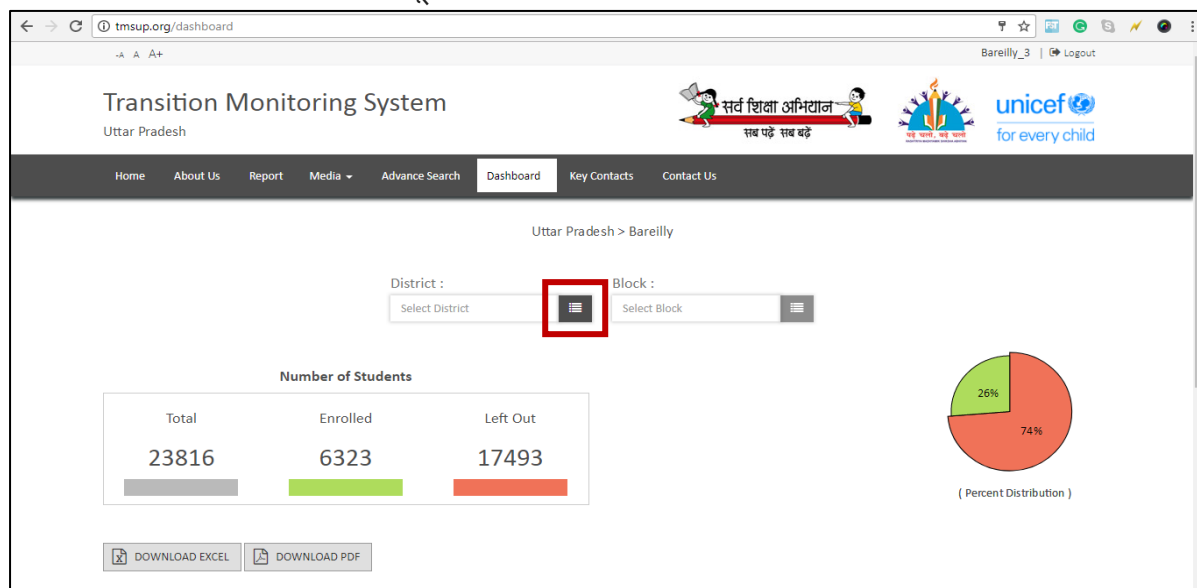 tmsup.org/dashboard
-A A A+
Bareilly_3 | Logout
Transition Monitoring System
Uttar Pradesh
सर्व शिक्षा अभियान
सब पढ़ें सब बढ़ें
पढ़े चलो, बढ़े चलो
unicef
for every child
Home About Us Report Media Advance Search Dashboard Key Contacts Contact Us
Uttar Pradesh > Bareilly
District : Block :
Select District Select Block
Number of Students
Total Enrolled Left Out
23816 6323 17493
26%
74%
( Percent Distribution )
DOWNLOAD EXCEL DOWNLOAD PDF